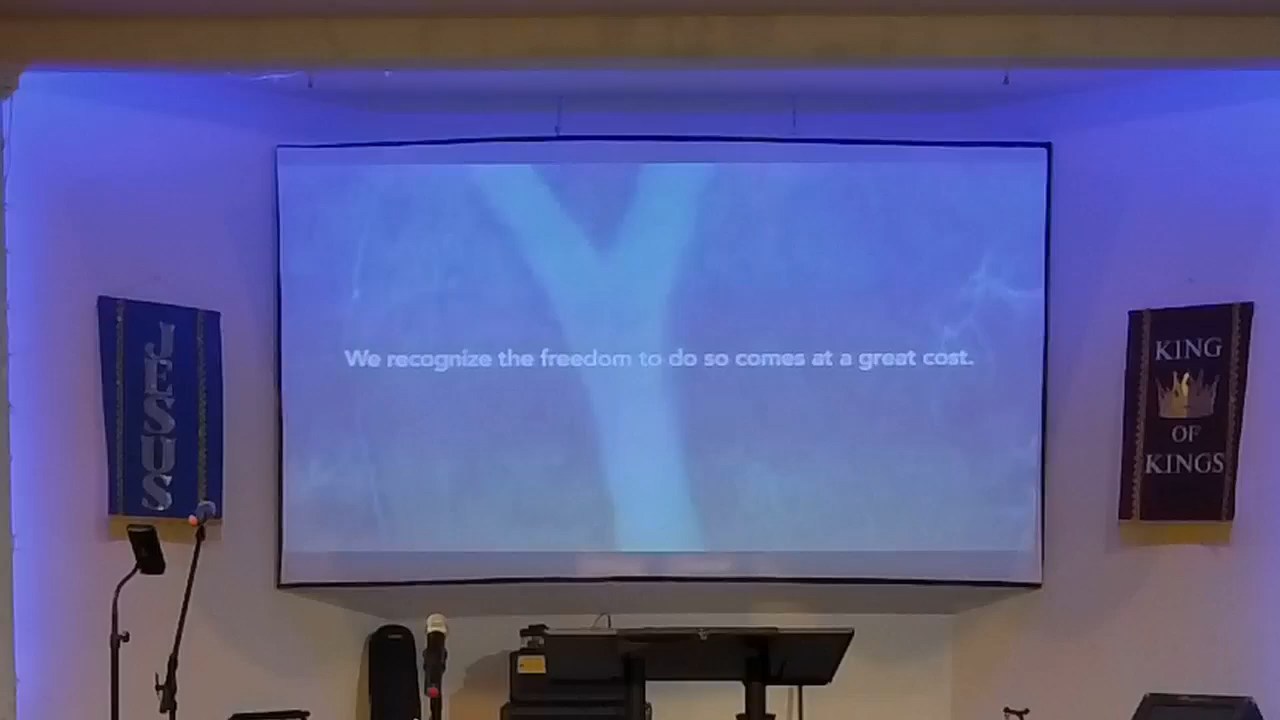 We recognize the freedom to do so comes at a great cost.
JESUS
KING
OF
KINGS